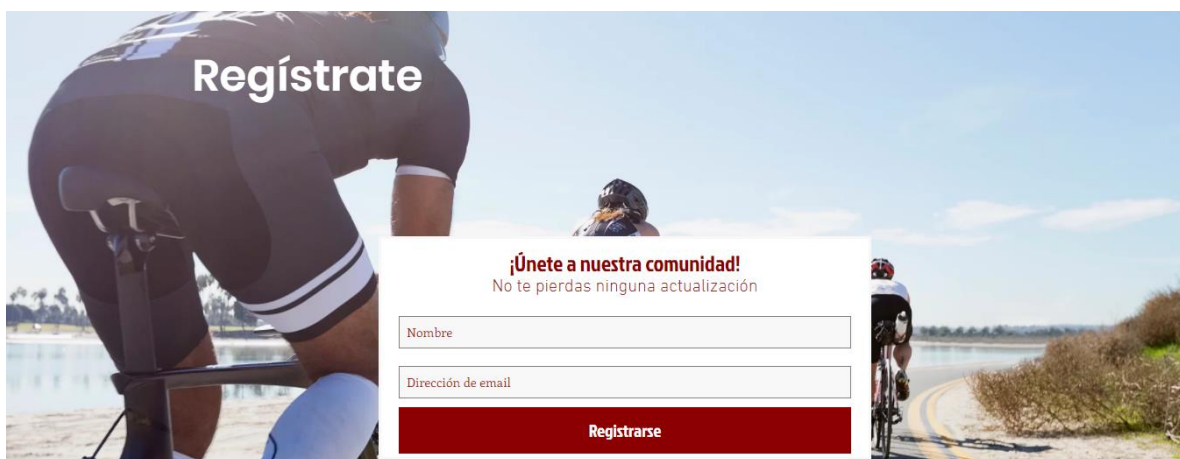 Regístrate
¡Únete a nuestra comunidad!
No te pierdas ninguna actualización
Nombre
Dirección de email
Registrarse